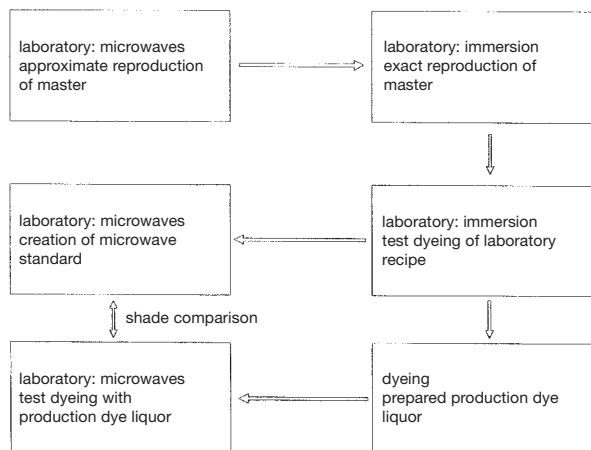 laboratory: microwaves
approximate reproduction
of master
laboratory: immersion
exact reproduction of
master
laboratory: microwaves
creation of microwave
standard
laboratory: immersion
test dyeing of laboratory
recipe
shade comparison
laboratory: microwaves
test dyeing with
production dye liquor
dyeing
prepared production dye
liquor